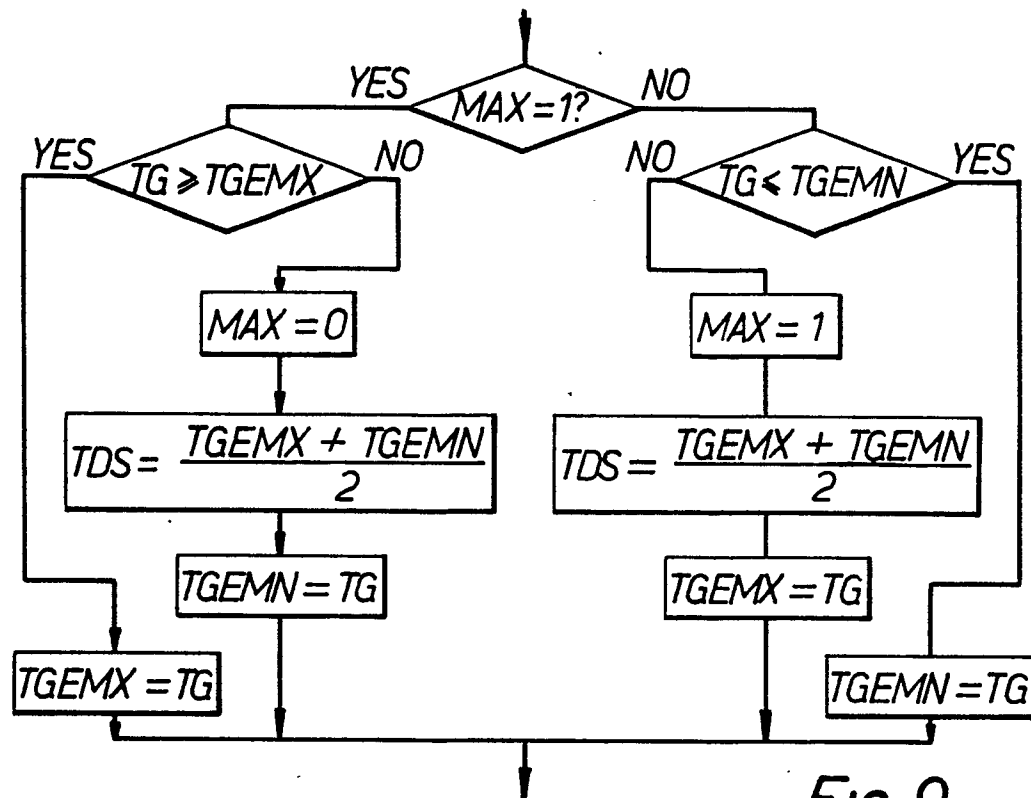 YES
MAX=1?
NO
YES
TG ⩾ TGEMX
NO
NO
TG ⩽ TGEMN
YES
MAX = 0
MAX = 1
TDS = TGEMX + TGEMN
2
TDS = TGEMX + TGEMN
2
TGEMN = TG
TGEMX = TG
TGEMX = TG
TGEMN = TG